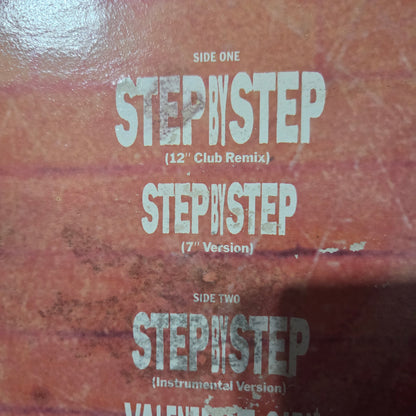 SIDE ONE
STEP BY STEP
(12" Club Remix)
STEP BY STEP
(7" Version)
SIDE TWO
STEP BY STEP
(Instrumental Version)